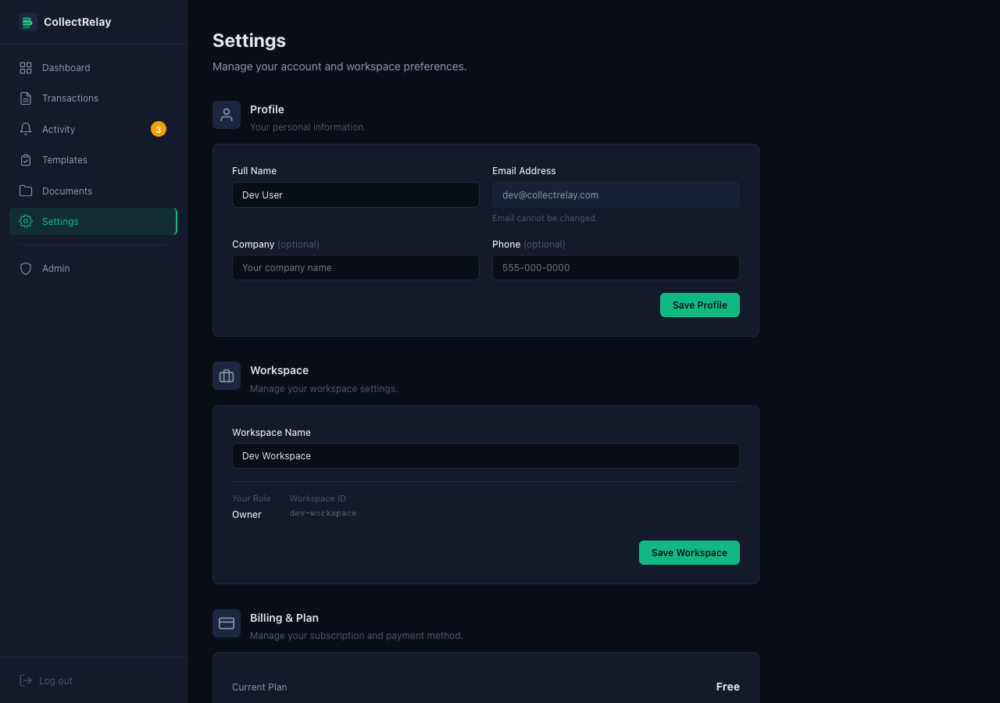 CollectRelay
Dashboard
Transactions
Activity
3
Templates
Documents
Settings
Admin
Log out
Settings
Manage your account and workspace preferences.
Profile
Your personal information.
Full Name
Email Address
Dev User
dev@collectrelay.com
Email cannot be changed.
Company (optional)
Phone (optional)
Your company name
555-000-0000
Save Profile
Workspace
Manage your workspace settings.
Workspace Name
Dev Workspace
Your Role
Workspace ID
Owner
dev-workspace
Save Workspace
Billing & Plan
Manage your subscription and payment method.
Current Plan
Free